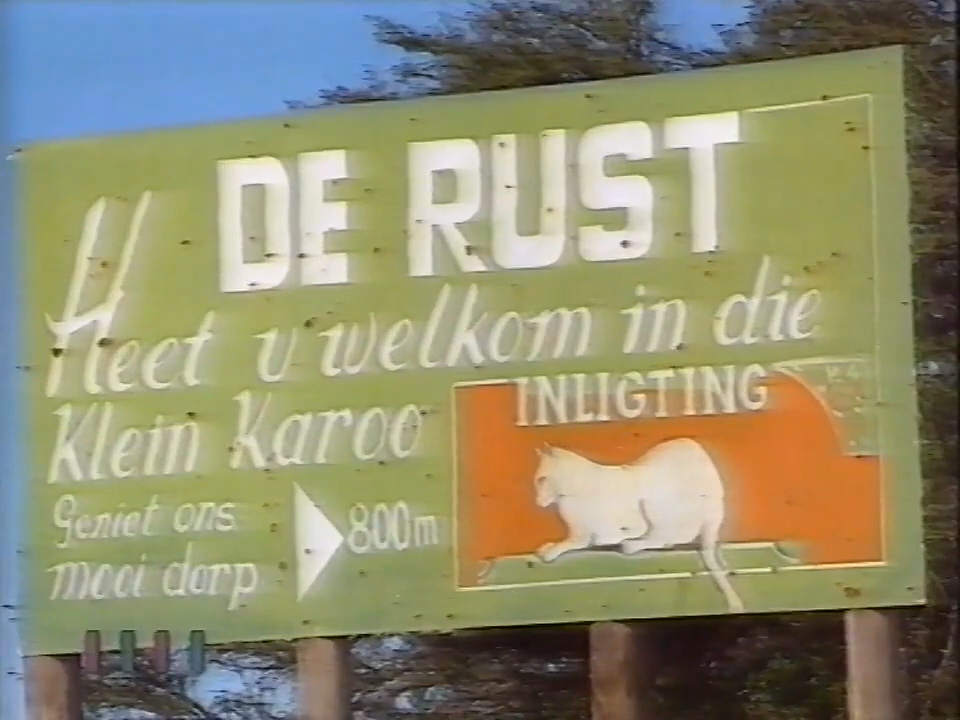 DE RUST
Heet u welkom in die
Klein Karoo
INLIGTING
Geniet ons
mooi dorp
800m